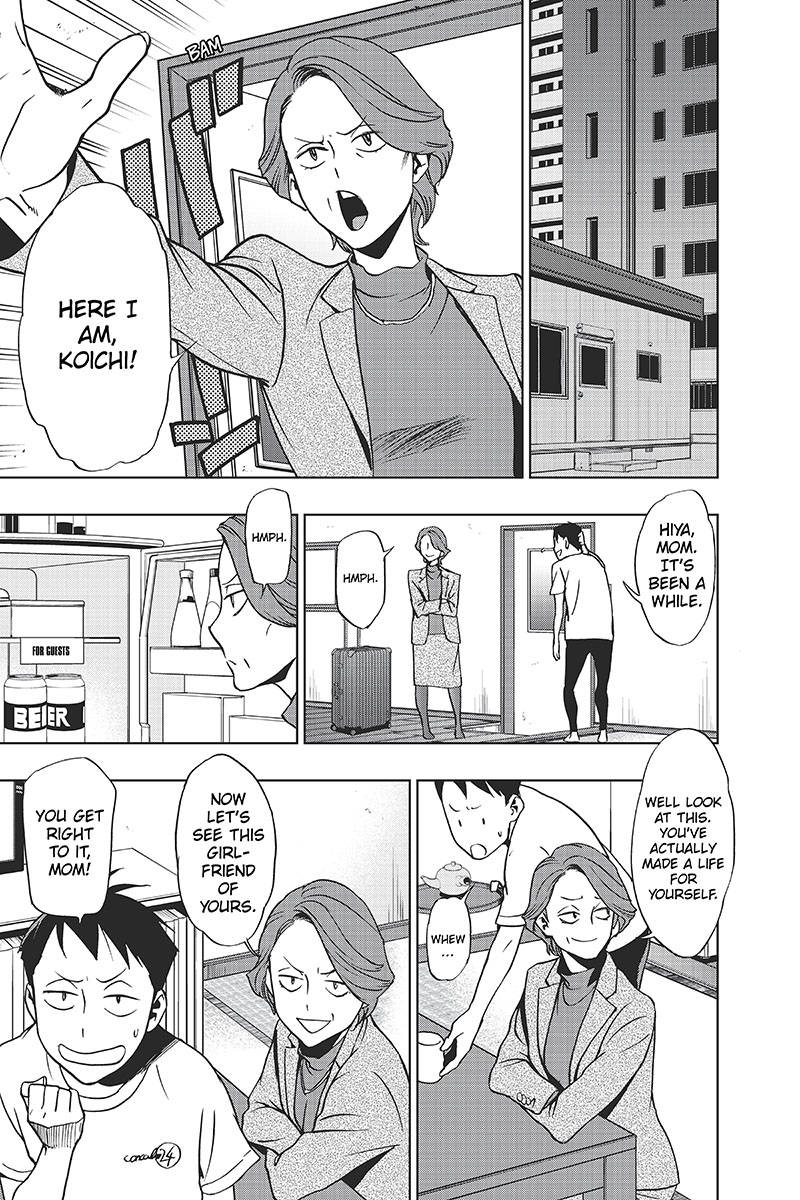 BAM
HERE I
AM,
KOICHI!
HIYA,
MOM.
IT'S
BEEN A
WHILE.
HMPH.
HMPH.
FOR GUESTS
BEER
WELL LOOK
AT THIS.
YOU'VE
ACTUALLY
MADE A LIFE
FOR
YOURSELF.
WHEW
...
NOW
LET'S
SEE THIS
GIRL-
FRIEND
OF
YOURS.
YOU GET
RIGHT
TO IT,
MOM!